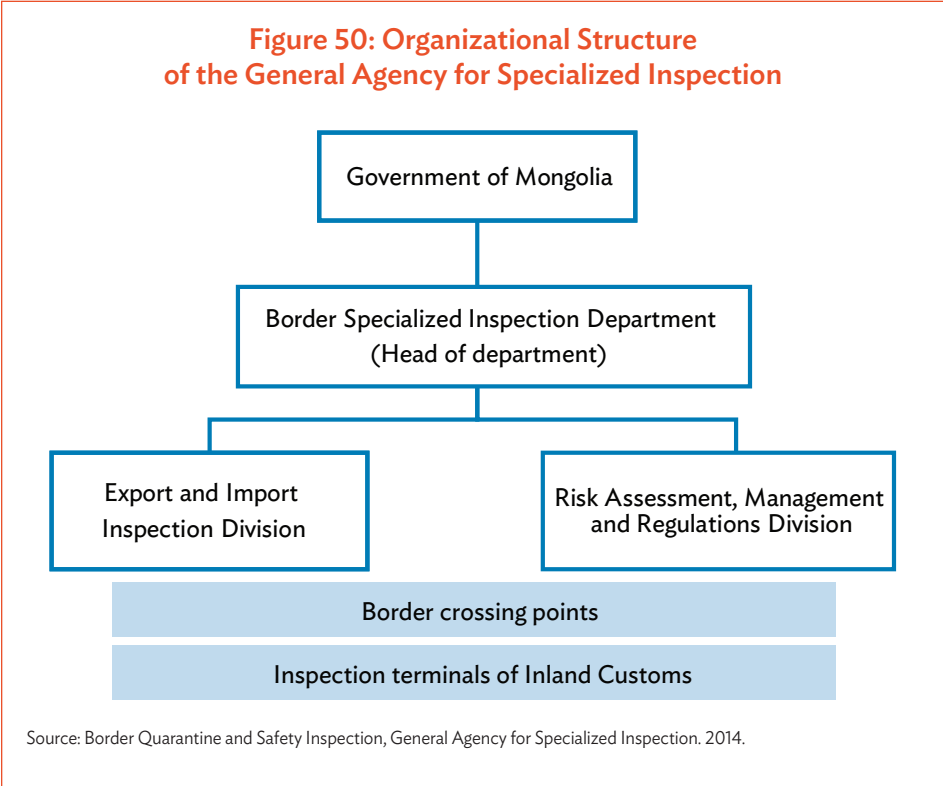 Figure 50: Organizational Structure
of the General Agency for Specialized Inspection
Government of Mongolia
Border Specialized Inspection Department
(Head of department)
Export and Import
Inspection Division
Risk Assessment, Management
and Regulations Division
Border crossing points
Inspection terminals of Inland Customs
Source: Border Quarantine and Safety Inspection, General Agency for Specialized Inspection. 2014.